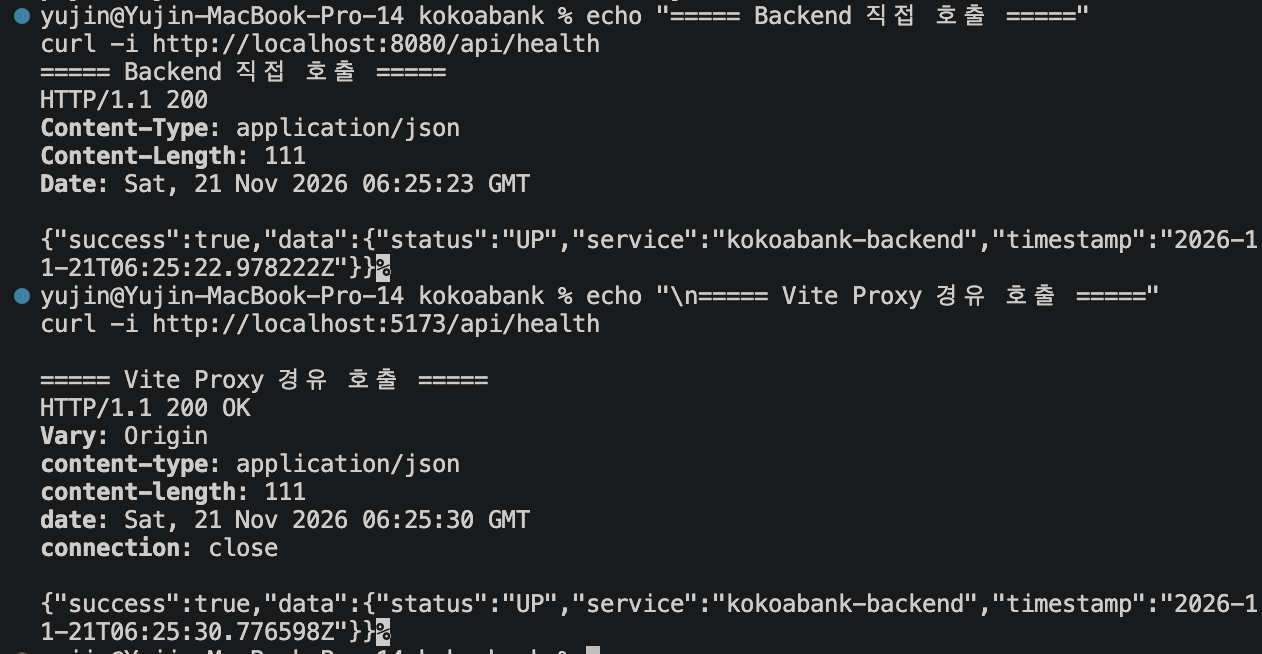 yujin@Yujin-MacBook-Pro-14 kokoabank % echo "===== Backend 직접 호출 ====="
curl -i http://localhost:8080/api/health
===== Backend 직접 호출 =====
HTTP/1.1 200
Content-Type: application/json
Content-Length: 111
Date: Sat, 21 Nov 2026 06:25:23 GMT
{"success":true,"data":{"status":"UP","service":"kokoabank-backend","timestamp":"2026-1
1-21T06:25:22.978222Z"}}%
yujin@Yujin-MacBook-Pro-14 kokoabank % echo "\n===== Vite Proxy 경유 호출 ====="
curl -i http://localhost:5173/api/health
===== Vite Proxy 경유 호출 =====
HTTP/1.1 200 OK
Vary: Origin
content-type: application/json
content-length: 111
date: Sat, 21 Nov 2026 06:25:30 GMT
connection: close
{"success":true,"data":{"status":"UP","service":"kokoabank-backend","timestamp":"2026-1
1-21T06:25:30.776598Z"}}%
yujin@Yujin-MacBook-Pro-14 kokoabank %